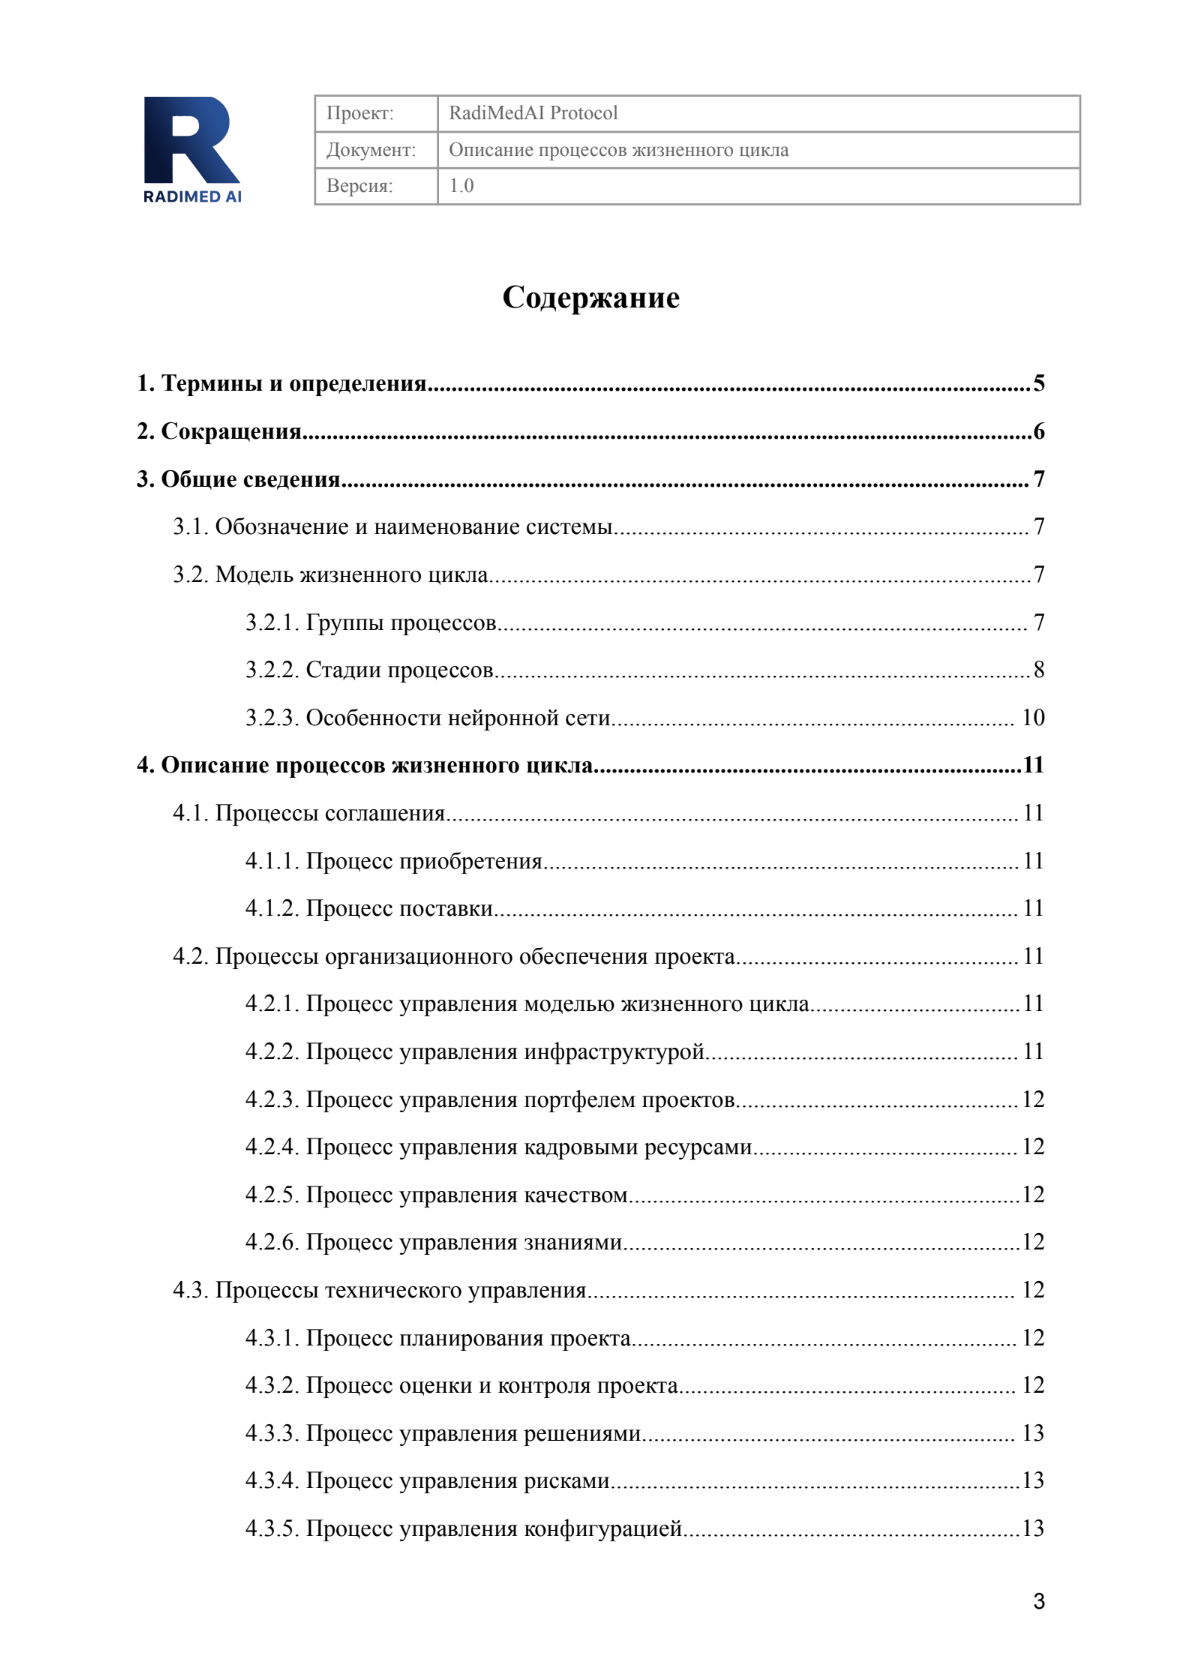 RADIMED AI
Проект: RadiMedAI Protocol
Документ: Описание процессов жизненного цикла
Версия: 1.0
Содержание
1. Термины и определения 5
2. Сокращения 6
3. Общие сведения 7
3.1. Обозначение и наименование системы 7
3.2. Модель жизненного цикла 7
3.2.1. Группы процессов 7
3.2.2. Стадии процессов 8
3.2.3. Особенности нейронной сети 10
4. Описание процессов жизненного цикла 11
4.1. Процессы соглашения 11
4.1.1. Процесс приобретения 11
4.1.2. Процесс поставки 11
4.2. Процессы организационного обеспечения проекта 11
4.2.1. Процесс управления моделью жизненного цикла 11
4.2.2. Процесс управления инфраструктурой 11
4.2.3. Процесс управления портфелем проектов 12
4.2.4. Процесс управления кадровыми ресурсами 12
4.2.5. Процесс управления качеством 12
4.2.6. Процесс управления знаниями 12
4.3. Процессы технического управления 12
4.3.1. Процесс планирования проекта 12
4.3.2. Процесс оценки и контроля проекта 12
4.3.3. Процесс управления решениями 13
4.3.4. Процесс управления рисками 13
4.3.5. Процесс управления конфигурацией 13
3